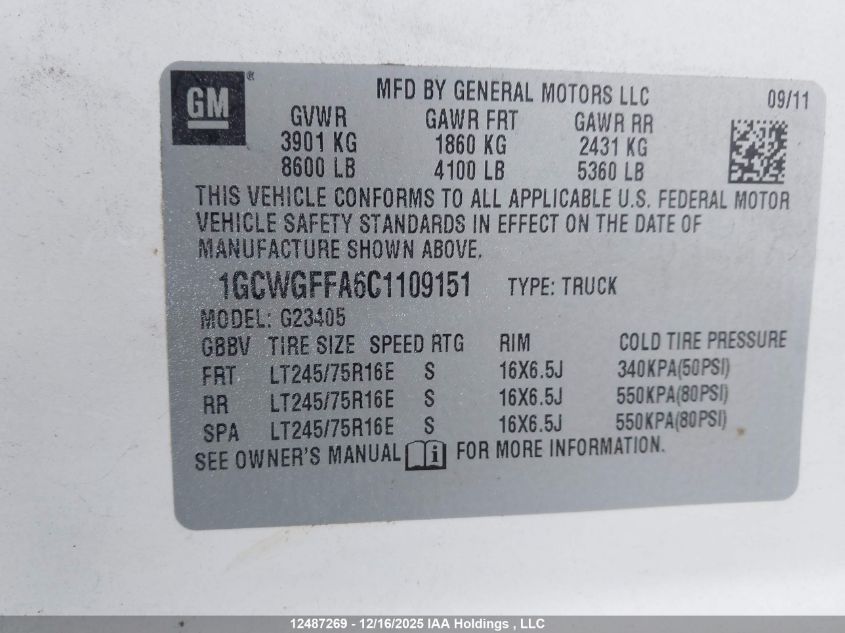 GM
MFD BY GENERAL MOTORS LLC 09/11
GVWR GAWR FRT GAWR RR
3901 KG 1860 KG 2431 KG
8600 LB 4100 LB 5360 LB
THIS VEHICLE CONFORMS TO ALL APPLICABLE U.S. FEDERAL MOTOR
VEHICLE SAFETY STANDARDS IN EFFECT ON THE DATE OF
MANUFACTURE SHOWN ABOVE.
1GCWGFFA6C1109151 TYPE: TRUCK
MODEL: G23405
GBBV TIRE SIZE SPEED RTG RIM COLD TIRE PRESSURE
FRT LT245/75R16E S 16X6.5J 340KPA(50PSI)
RR LT245/75R16E S 16X6.5J 550KPA(80PSI)
SPA LT245/75R16E S 16X6.5J 550KPA(80PSI)
SEE OWNER'S MANUAL i FOR MORE INFORMATION.
12487269 - 12/16/2025 IAA Holdings , LLC